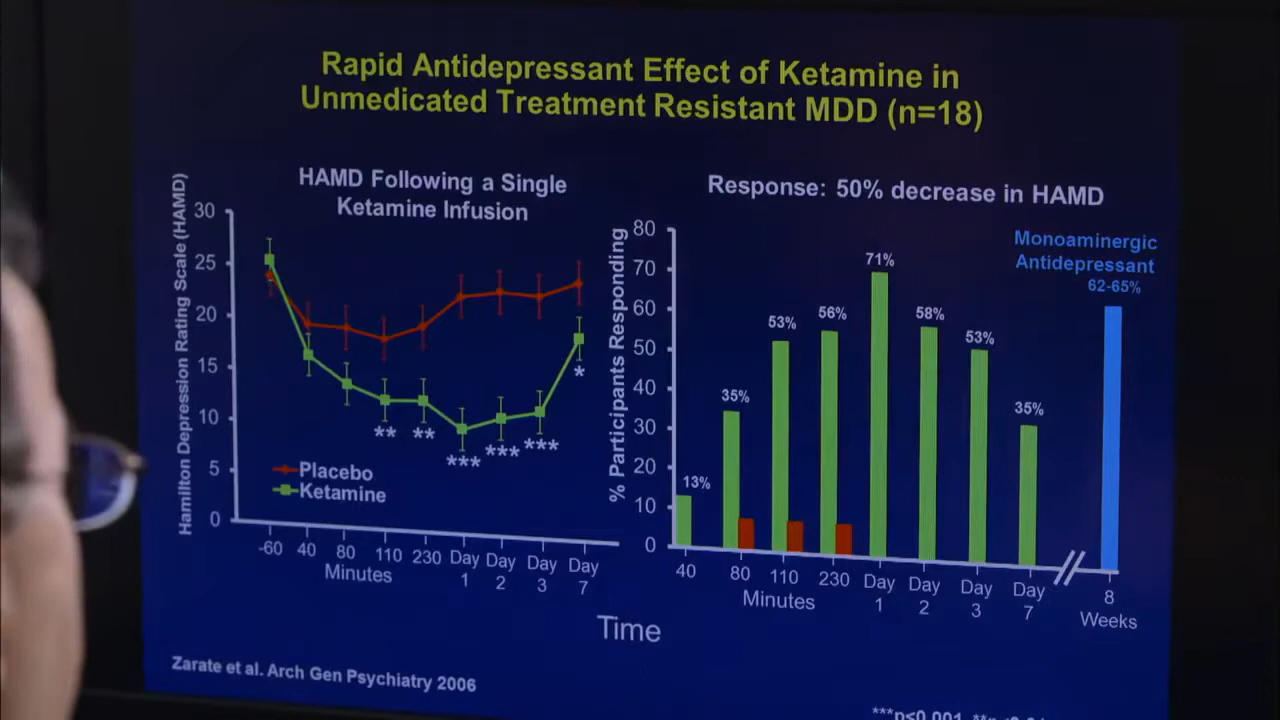 Rapid Antidepressant Effect of Ketamine in
Unmedicated Treatment Resistant MDD (n=18)
HAMD Following a Single
Ketamine Infusion
Hamilton Depression Rating Scale (HAMD)
30
25
20
15
10
5
0
**
**
***
***
***
*
Placebo
Ketamine
-60
40
80
110
230
Day
1
Day
2
Day
3
Day
7
Minutes
Response: 50% decrease in HAMD
% Participants Responding
80
70
60
50
40
30
20
10
0
13%
35%
53%
56%
71%
58%
53%
35%
Monoaminergic
Antidepressant
62-65%
40
80
110
230
Day
1
Day
2
Day
3
Day
7
8
Minutes
Weeks
Time
Zarate et al. Arch Gen Psychiatry 2006
***p≤0.001